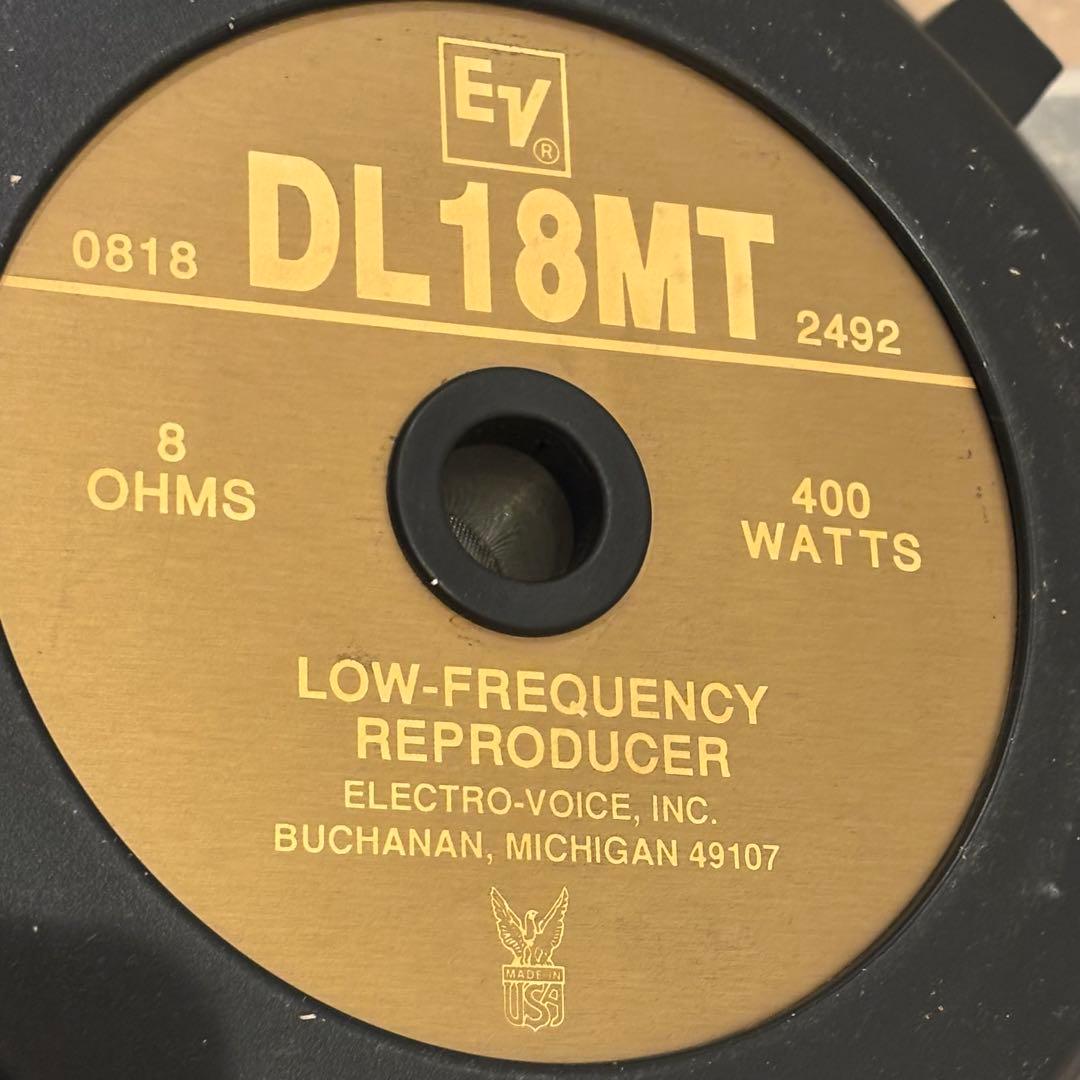 EV®
DL18MT
0818
2492
8
OHMS
400
WATTS
LOW-FREQUENCY
REPRODUCER
ELECTRO-VOICE, INC.
BUCHANAN, MICHIGAN 49107
MADE IN
USA